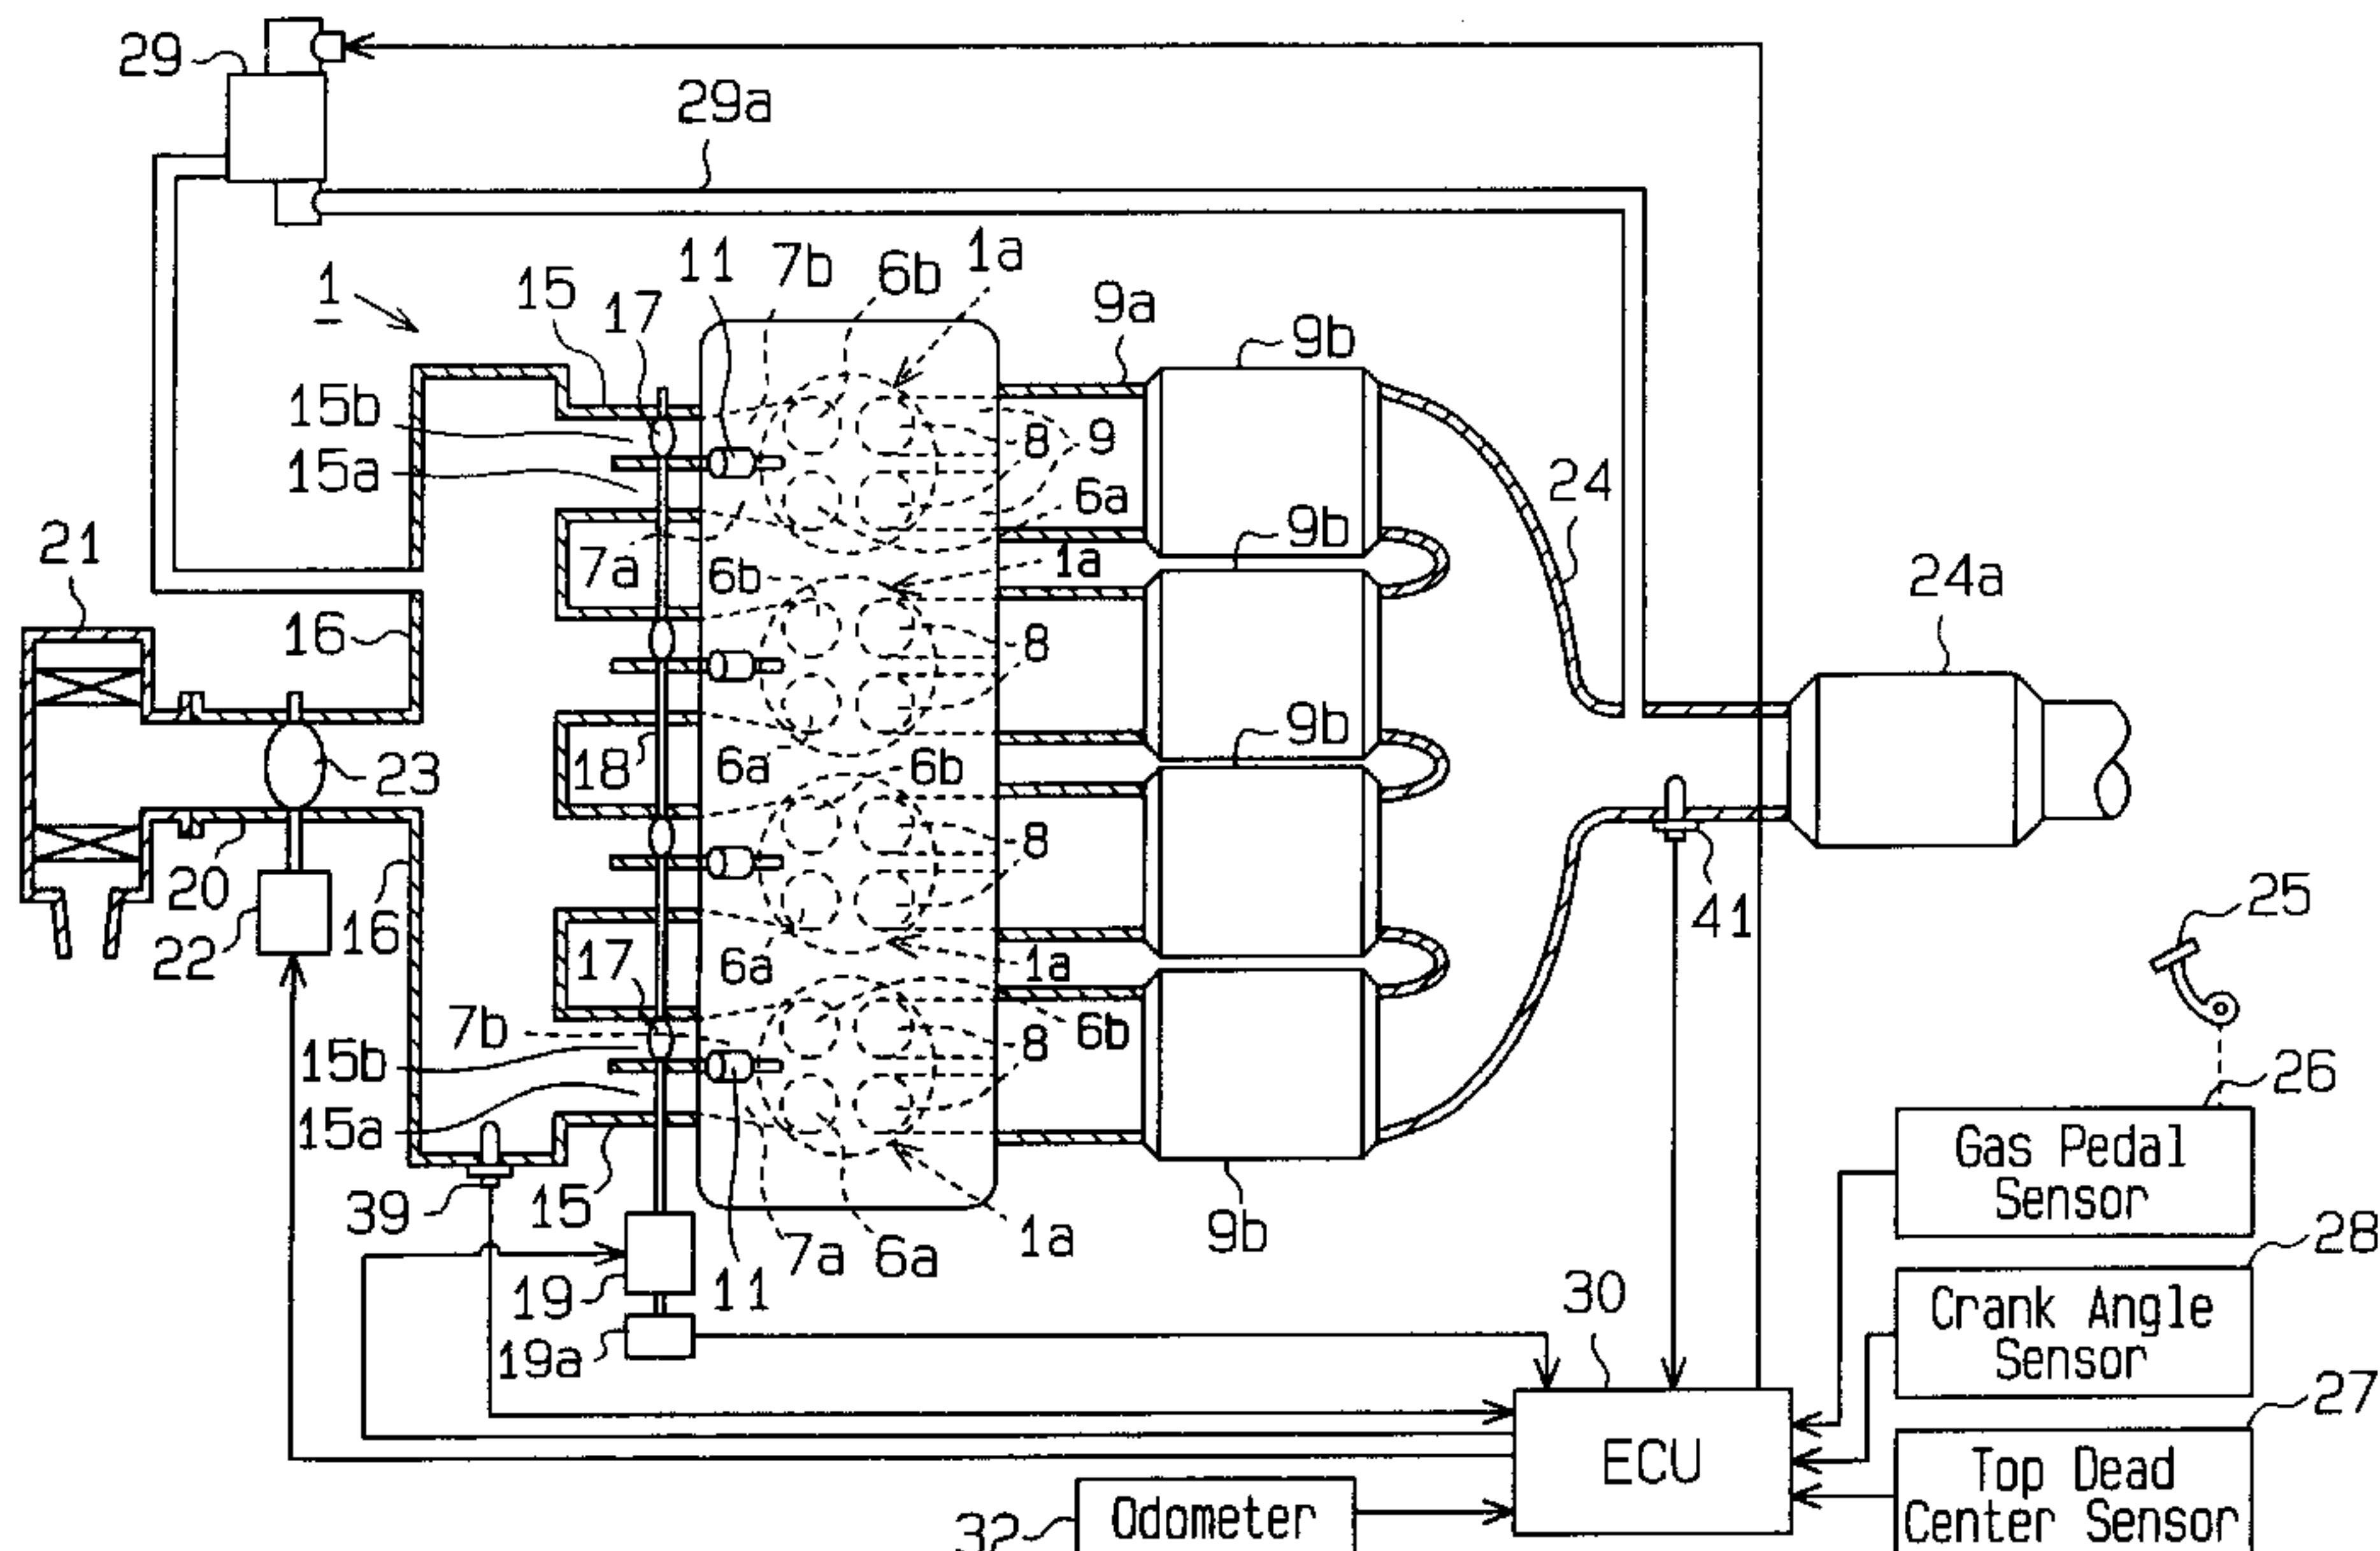 29
29a
1
15
17
11
7b
6b
1a
9a
9b
15b
15a
8
9
6a
24
21
7a
6b
1a
9b
24a
16
8
18
6a
6b
9b
23
8
20
16
22
17
6a
1a
41
25
7b
8
6b
15b
26
15a
Gas Pedal
Sensor
39
15
7a
6a
1a
9b
28
19
11
30
Crank Angle
Sensor
19a
27
ECU
Top Dead
Center Sensor
32
Odometer